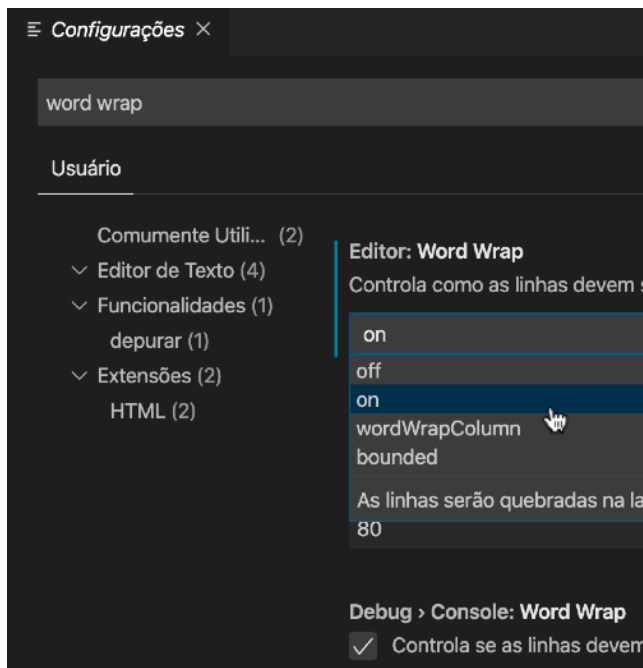 Configurações
word wrap
Usuário
Comumente Utili... (2)
Editor de Texto (4)
Funcionalidades (1)
depurar (1)
Extensões (2)
HTML (2)
Editor: Word Wrap
Controla como as linhas devem
on
off
on
wordWrapColumn
bounded
As linhas serão quebradas na
80
Debug › Console: Word Wrap
Controla se as linhas devem